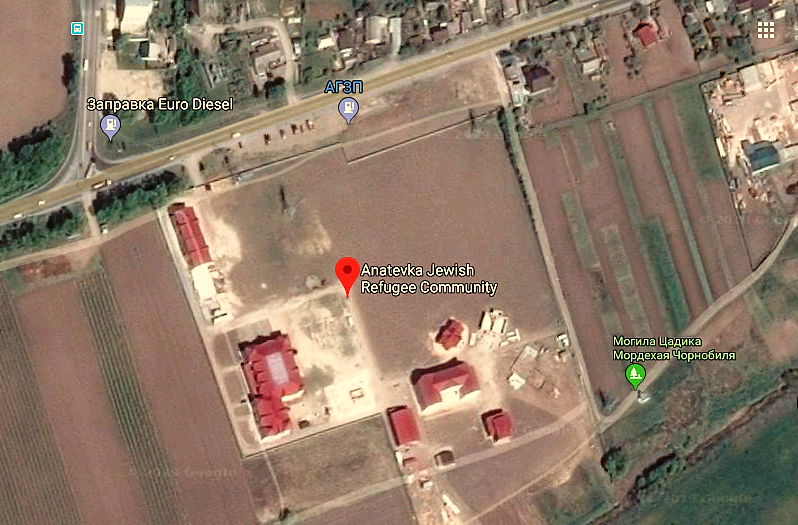 Заправка Euro Diesel
АГЗП
Anatevka Jewish
Refugee Community
Могила Цадика
Мордехая Чорнобиля